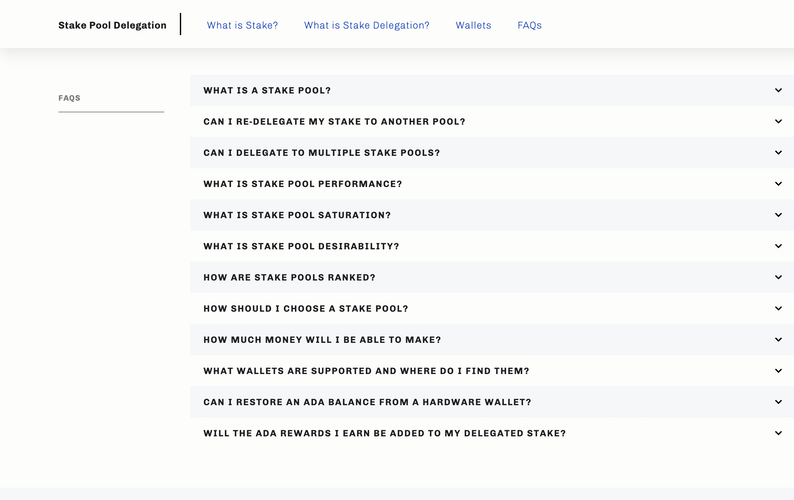 Stake Pool Delegation
What is Stake? What is Stake Delegation? Wallets FAQs
FAQS
WHAT IS A STAKE POOL?
CAN I RE-DELEGATE MY STAKE TO ANOTHER POOL?
CAN I DELEGATE TO MULTIPLE STAKE POOLS?
WHAT IS STAKE POOL PERFORMANCE?
WHAT IS STAKE POOL SATURATION?
WHAT IS STAKE POOL DESIRABILITY?
HOW ARE STAKE POOLS RANKED?
HOW SHOULD I CHOOSE A STAKE POOL?
HOW MUCH MONEY WILL I BE ABLE TO MAKE?
WHAT WALLETS ARE SUPPORTED AND WHERE DO I FIND THEM?
CAN I RESTORE AN ADA BALANCE FROM A HARDWARE WALLET?
WILL THE ADA REWARDS I EARN BE ADDED TO MY DELEGATED STAKE?